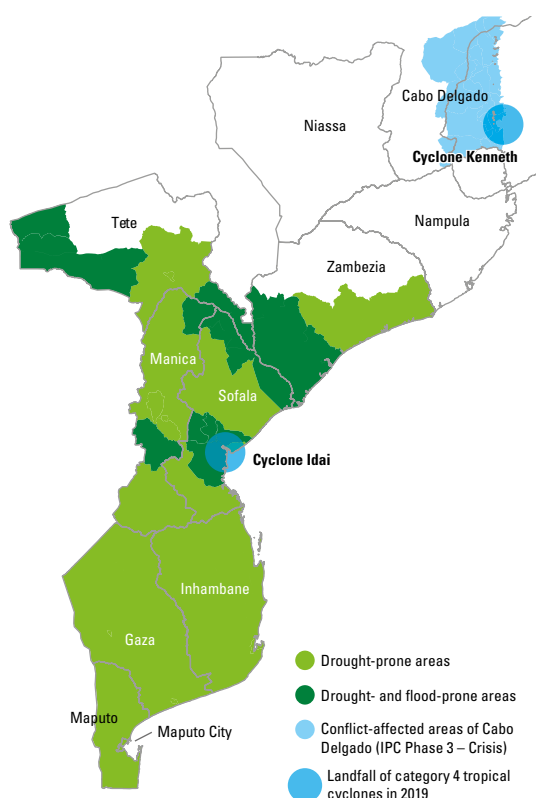 Cabo Delgado
Niassa
Cyclone Kenneth
Nampula
Tete
Zambezia
Manica
Sofala
Cyclone Idai
Inhambane
Gaza
Maputo
Maputo City
Drought-prone areas
Drought- and flood-prone areas
Conflict-affected areas of Cabo
Delgado (IPC Phase 3 – Crisis)
Landfall of category 4 tropical
cyclones in 2019